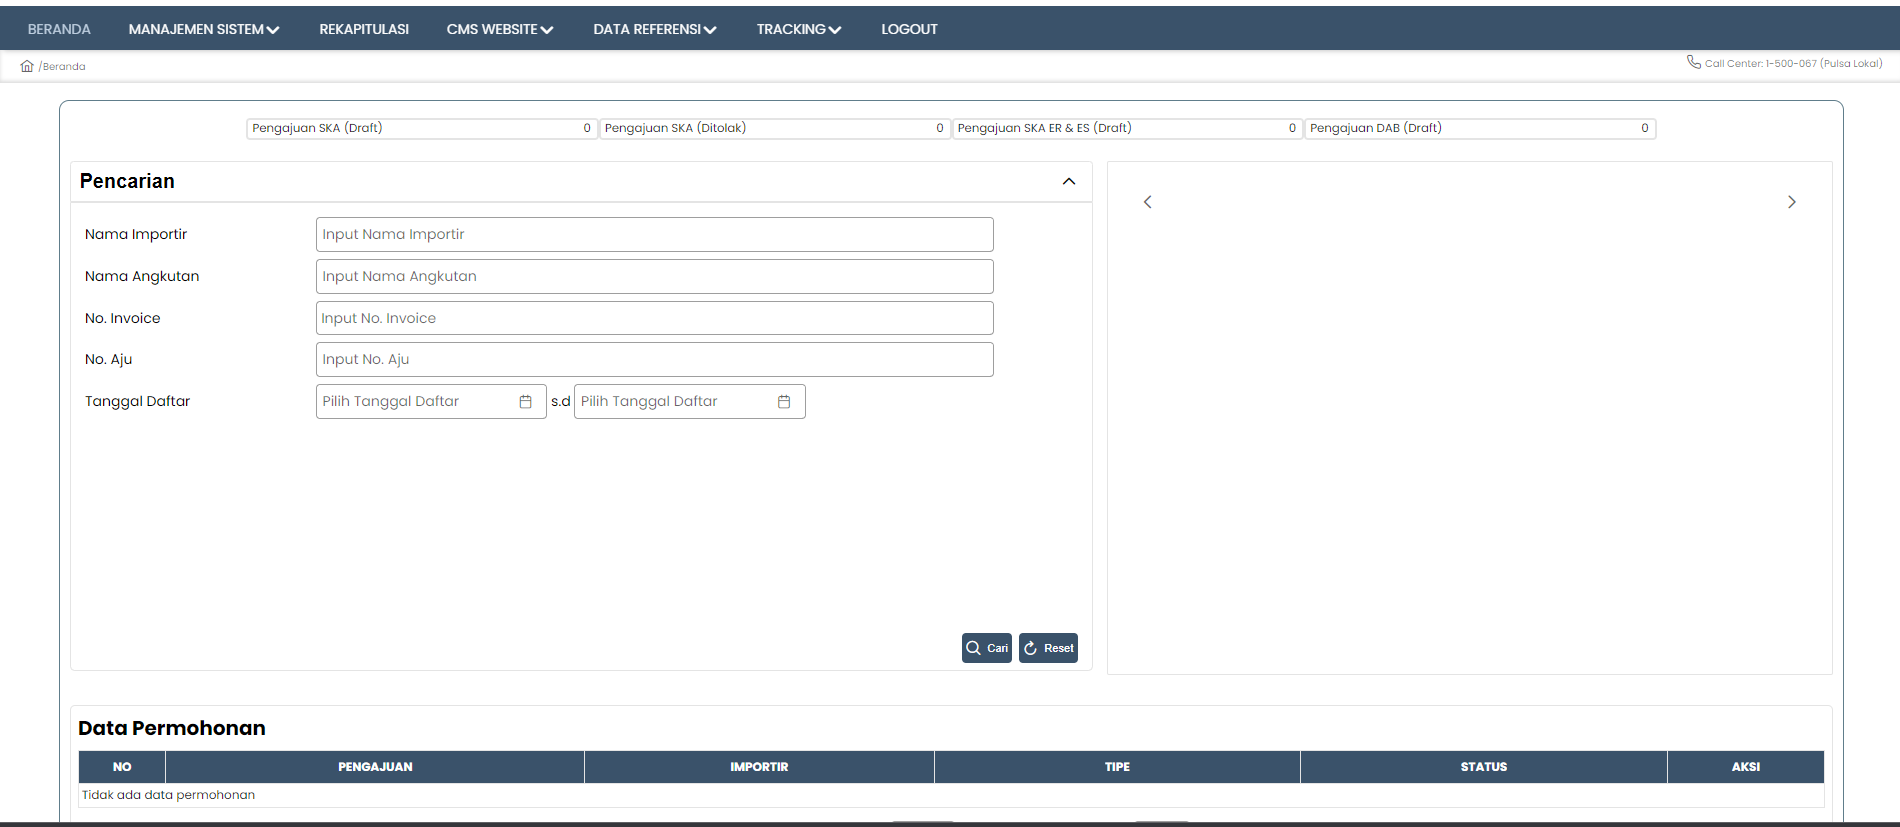 BERANDA MANAJEMEN SISTEM REKAPITULASI CMS WEBSITE DATA REFERENSI TRACKING LOGOUT
/Beranda Call Center: 1-500-067 (Pulsa Lokal)
Pengajuan SKA (Draft) 0 Pengajuan SKA (Ditolak) 0 Pengajuan SKA ER & ES (Draft) 0 Pengajuan DAB (Draft) 0
Pencarian
Nama Importir Input Nama Importir
Nama Angkutan Input Nama Angkutan
No. Invoice Input No. Invoice
No. Aju Input No. Aju
Tanggal Daftar Pilih Tanggal Daftar s.d Pilih Tanggal Daftar
Cari Reset
Data Permohonan
NO PENGAJUAN IMPORTIR TIPE STATUS AKSI
Tidak ada data permohonan